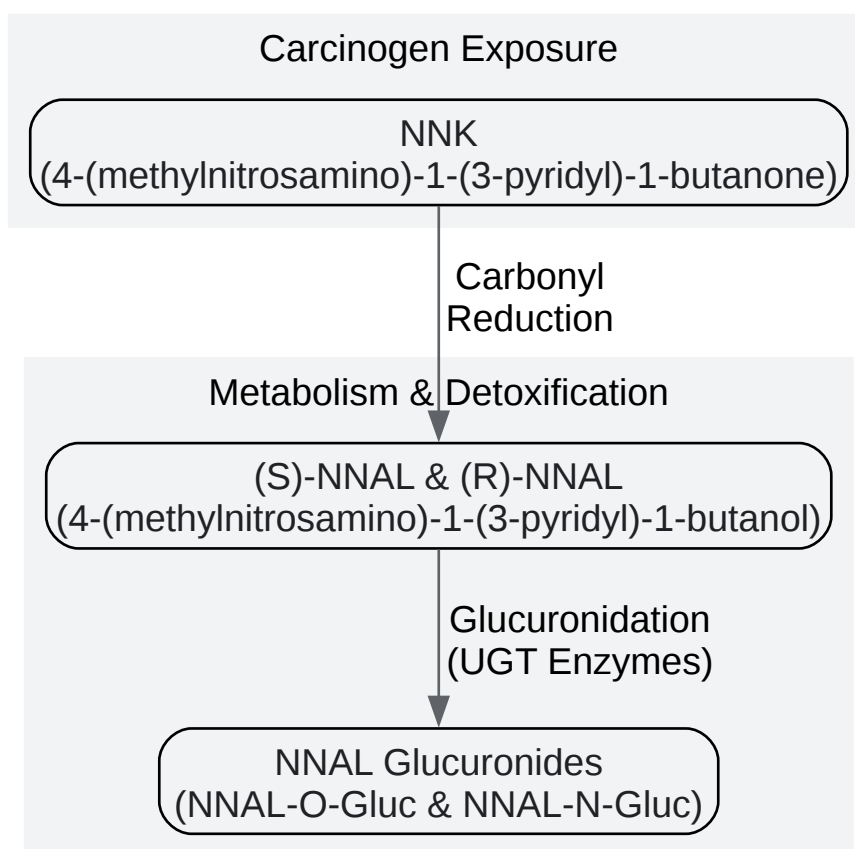 Carcinogen Exposure
NNK
(4-(methylnitrosamino)-1-(3-pyridyl)-1-butanone)
Carbonyl
Reduction
Metabolism & Detoxification
(S)-NNAL & (R)-NNAL
(4-(methylnitrosamino)-1-(3-pyridyl)-1-butanol)
Glucuronidation
(UGT Enzymes)
NNAL Glucuronides
(NNAL-O-Gluc & NNAL-N-Gluc)